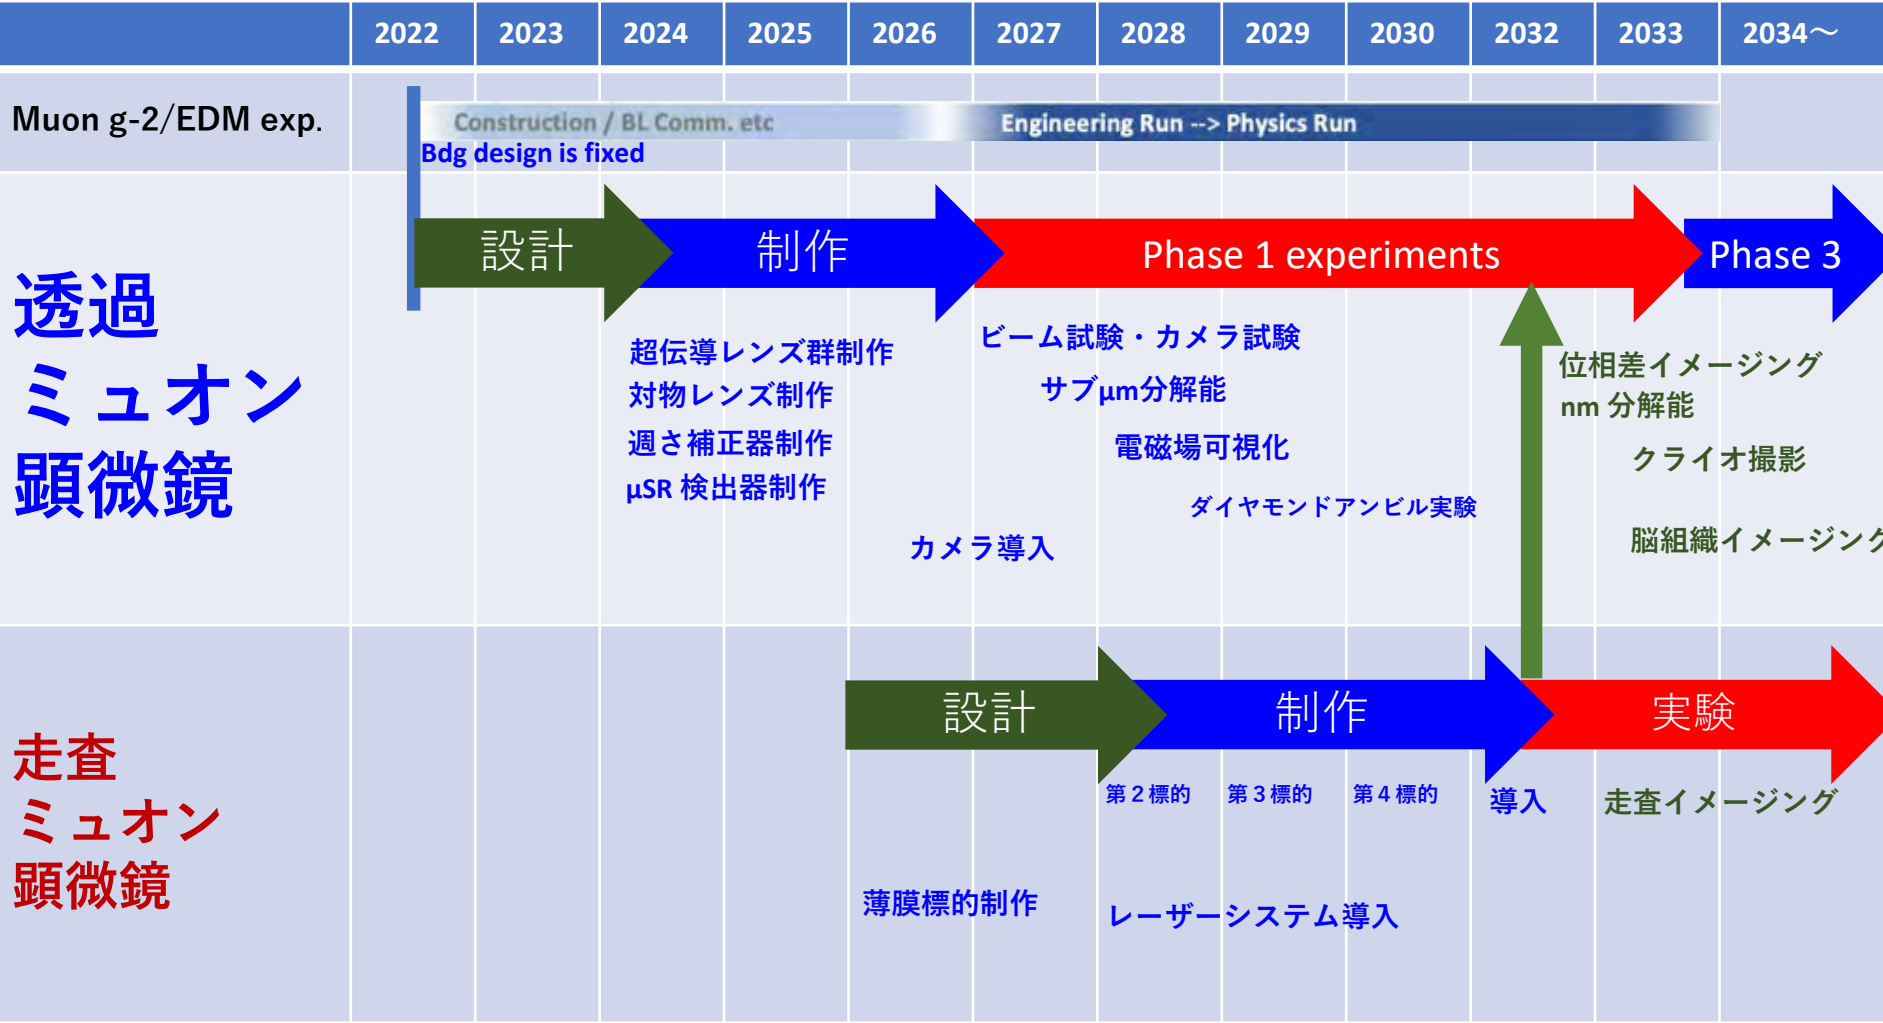 2022 2023 2024 2025 2026 2027 2028 2029 2030 2032 2033 2034～
Muon g-2/EDM exp.
Construction / BL Comm. etc
Engineering Run --> Physics Run
Bdg design is fixed
透過
ミュオン
顕微鏡
設計
制作
Phase 1 experiments
Phase 3
超伝導レンズ群制作
対物レンズ制作
週さ補正器制作
μSR 検出器制作
カメラ導入
ビーム試験・カメラ試験
サブμm分解能
電磁場可視化
ダイヤモンドアンビル実験
位相差イメージング
nm 分解能
クライオ撮影
脳組織イメージング
走査
ミュオン
顕微鏡
設計
制作
実験
第２標的
第３標的
第４標的
導入
走査イメージング
薄膜標的制作
レーザーシステム導入